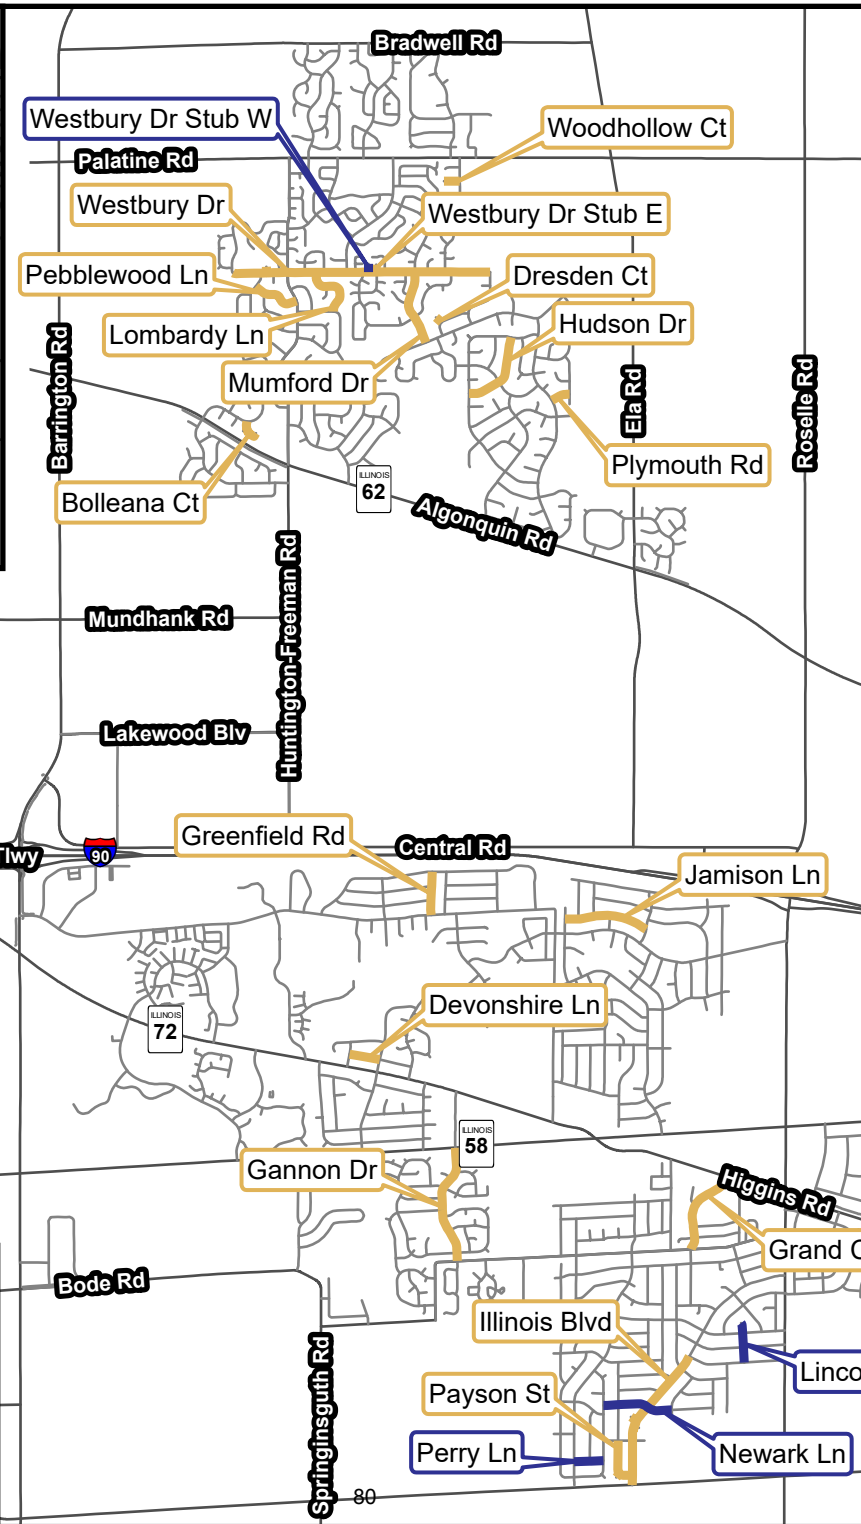 Bradwell Rd
Westbury Dr Stub W
Woodhollow Ct
Palatine Rd
Westbury Dr
Westbury Dr Stub E
Pebblewood Ln
Dresden Ct
Lombardy Ln
Hudson Dr
Mumford Dr
Barrington Rd
Ela Rd
Roselle Rd
Plymouth Rd
Bolleana Ct
ILLINOIS
62
Algonquin Rd
Huntington-Freeman Rd
Mundhank Rd
Lakewood Blv
Greenfield Rd
Central Rd
Tlwy
90
Jamison Ln
Devonshire Ln
ILLINOIS
72
ILLINOIS
58
Gannon Dr
Higgins Rd
Grand C
Bode Rd
Illinois Blvd
Springinsguth Rd
Linco
Payson St
Perry Ln
Newark Ln
80